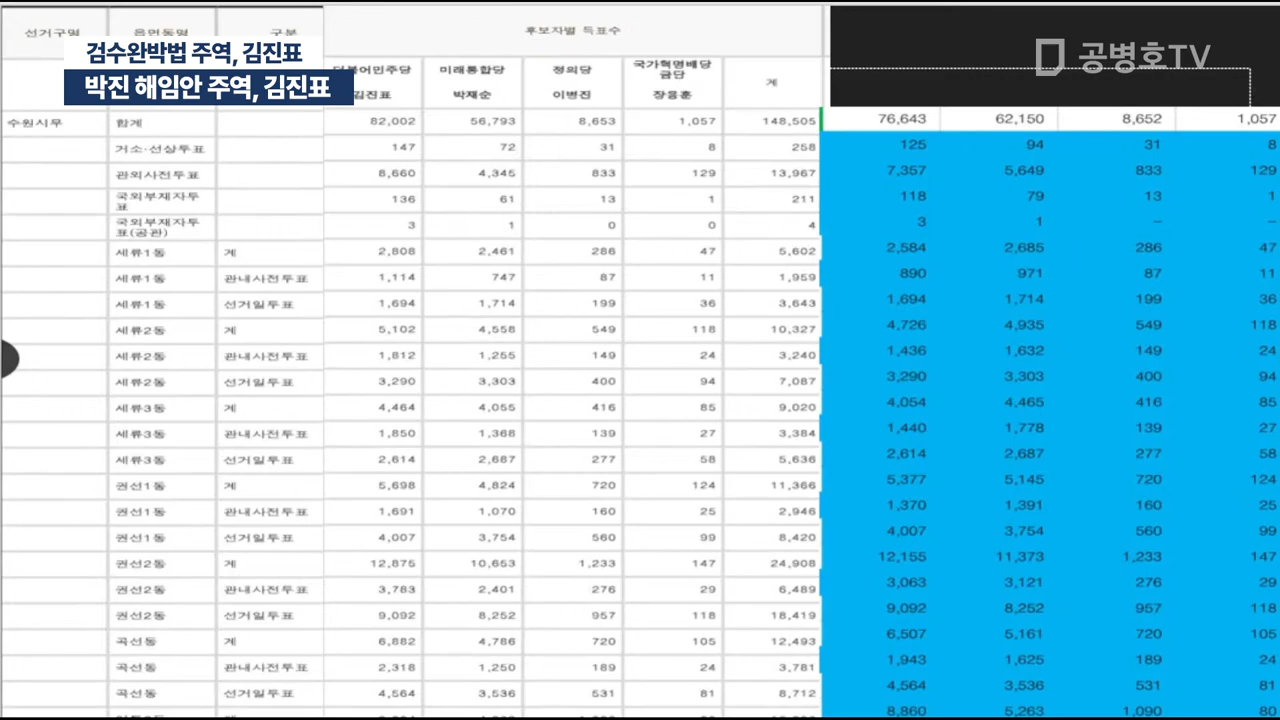 선거구명 읍면동명 구분 후보자별 득표수
검수완박법 주역, 김진표
박진 해임안 주역, 김진표
공병호TV
더불어민주당 미래통합당 정의당 국가혁명배당금당 계
김진표 박재순 이병진 장응훈
수원시무 합계 82,002 56,793 8,653 1,057 148,505 76,643 62,150 8,652 1,057
거소·선상투표 147 72 31 8 258 125 94 31 8
관외사전투표 8,660 4,345 833 129 13,967 7,357 5,649 833 129
국외부재자투표 136 61 13 1 211 118 79 13 1
국외부재자투표(공관) 3 1 0 0 4 3 1 – –
세류1동 계 2,808 2,461 286 47 5,602 2,584 2,685 286 47
세류1동 관내사전투표 1,114 747 87 11 1,959 890 971 87 11
세류1동 선거일투표 1,694 1,714 199 36 3,643 1,694 1,714 199 36
세류2동 계 5,102 4,558 549 118 10,327 4,726 4,935 549 118
세류2동 관내사전투표 1,812 1,255 149 24 3,240 1,436 1,632 149 24
세류2동 선거일투표 3,290 3,303 400 94 7,087 3,290 3,303 400 94
세류3동 계 4,464 4,055 416 85 9,020 4,054 4,465 416 85
세류3동 관내사전투표 1,850 1,368 139 27 3,384 1,440 1,778 139 27
세류3동 선거일투표 2,614 2,687 277 58 5,636 2,614 2,687 277 58
권선1동 계 5,698 4,824 720 124 11,366 5,377 5,145 720 124
권선1동 관내사전투표 1,691 1,070 160 25 2,946 1,370 1,391 160 25
권선1동 선거일투표 4,007 3,754 560 99 8,420 4,007 3,754 560 99
권선2동 계 12,875 10,653 1,233 147 24,908 12,155 11,373 1,233 147
권선2동 관내사전투표 3,783 2,401 276 29 6,489 3,063 3,121 276 29
권선2동 선거일투표 9,092 8,252 957 118 18,419 9,092 8,252 957 118
곡선동 계 6,882 4,786 720 105 12,493 6,507 5,161 720 105
곡선동 관내사전투표 2,318 1,250 189 24 3,781 1,943 1,625 189 24
곡선동 선거일투표 4,564 3,536 531 81 8,712 4,564 3,536 531 81
계 8,860 5,263 1,090 80